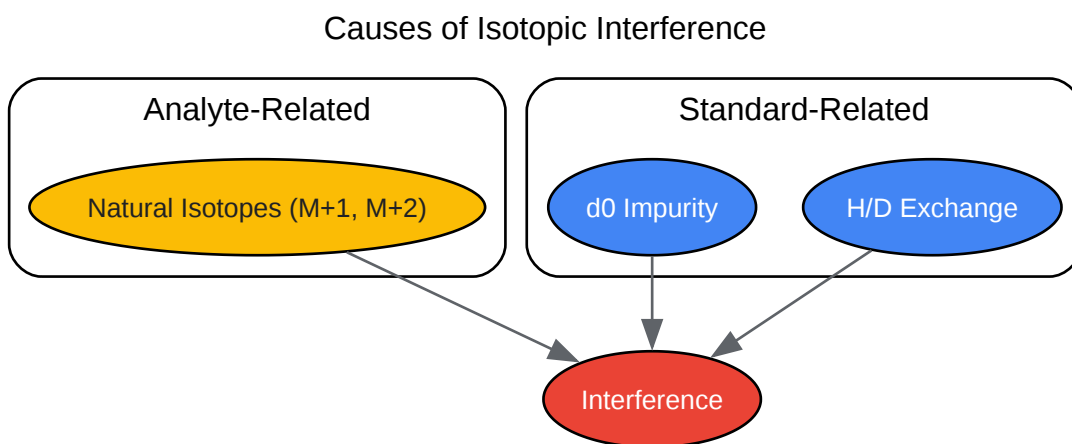 Causes of Isotopic Interference
Analyte-Related
Standard-Related
Natural Isotopes (M+1, M+2)
d0 Impurity
H/D Exchange
Interference